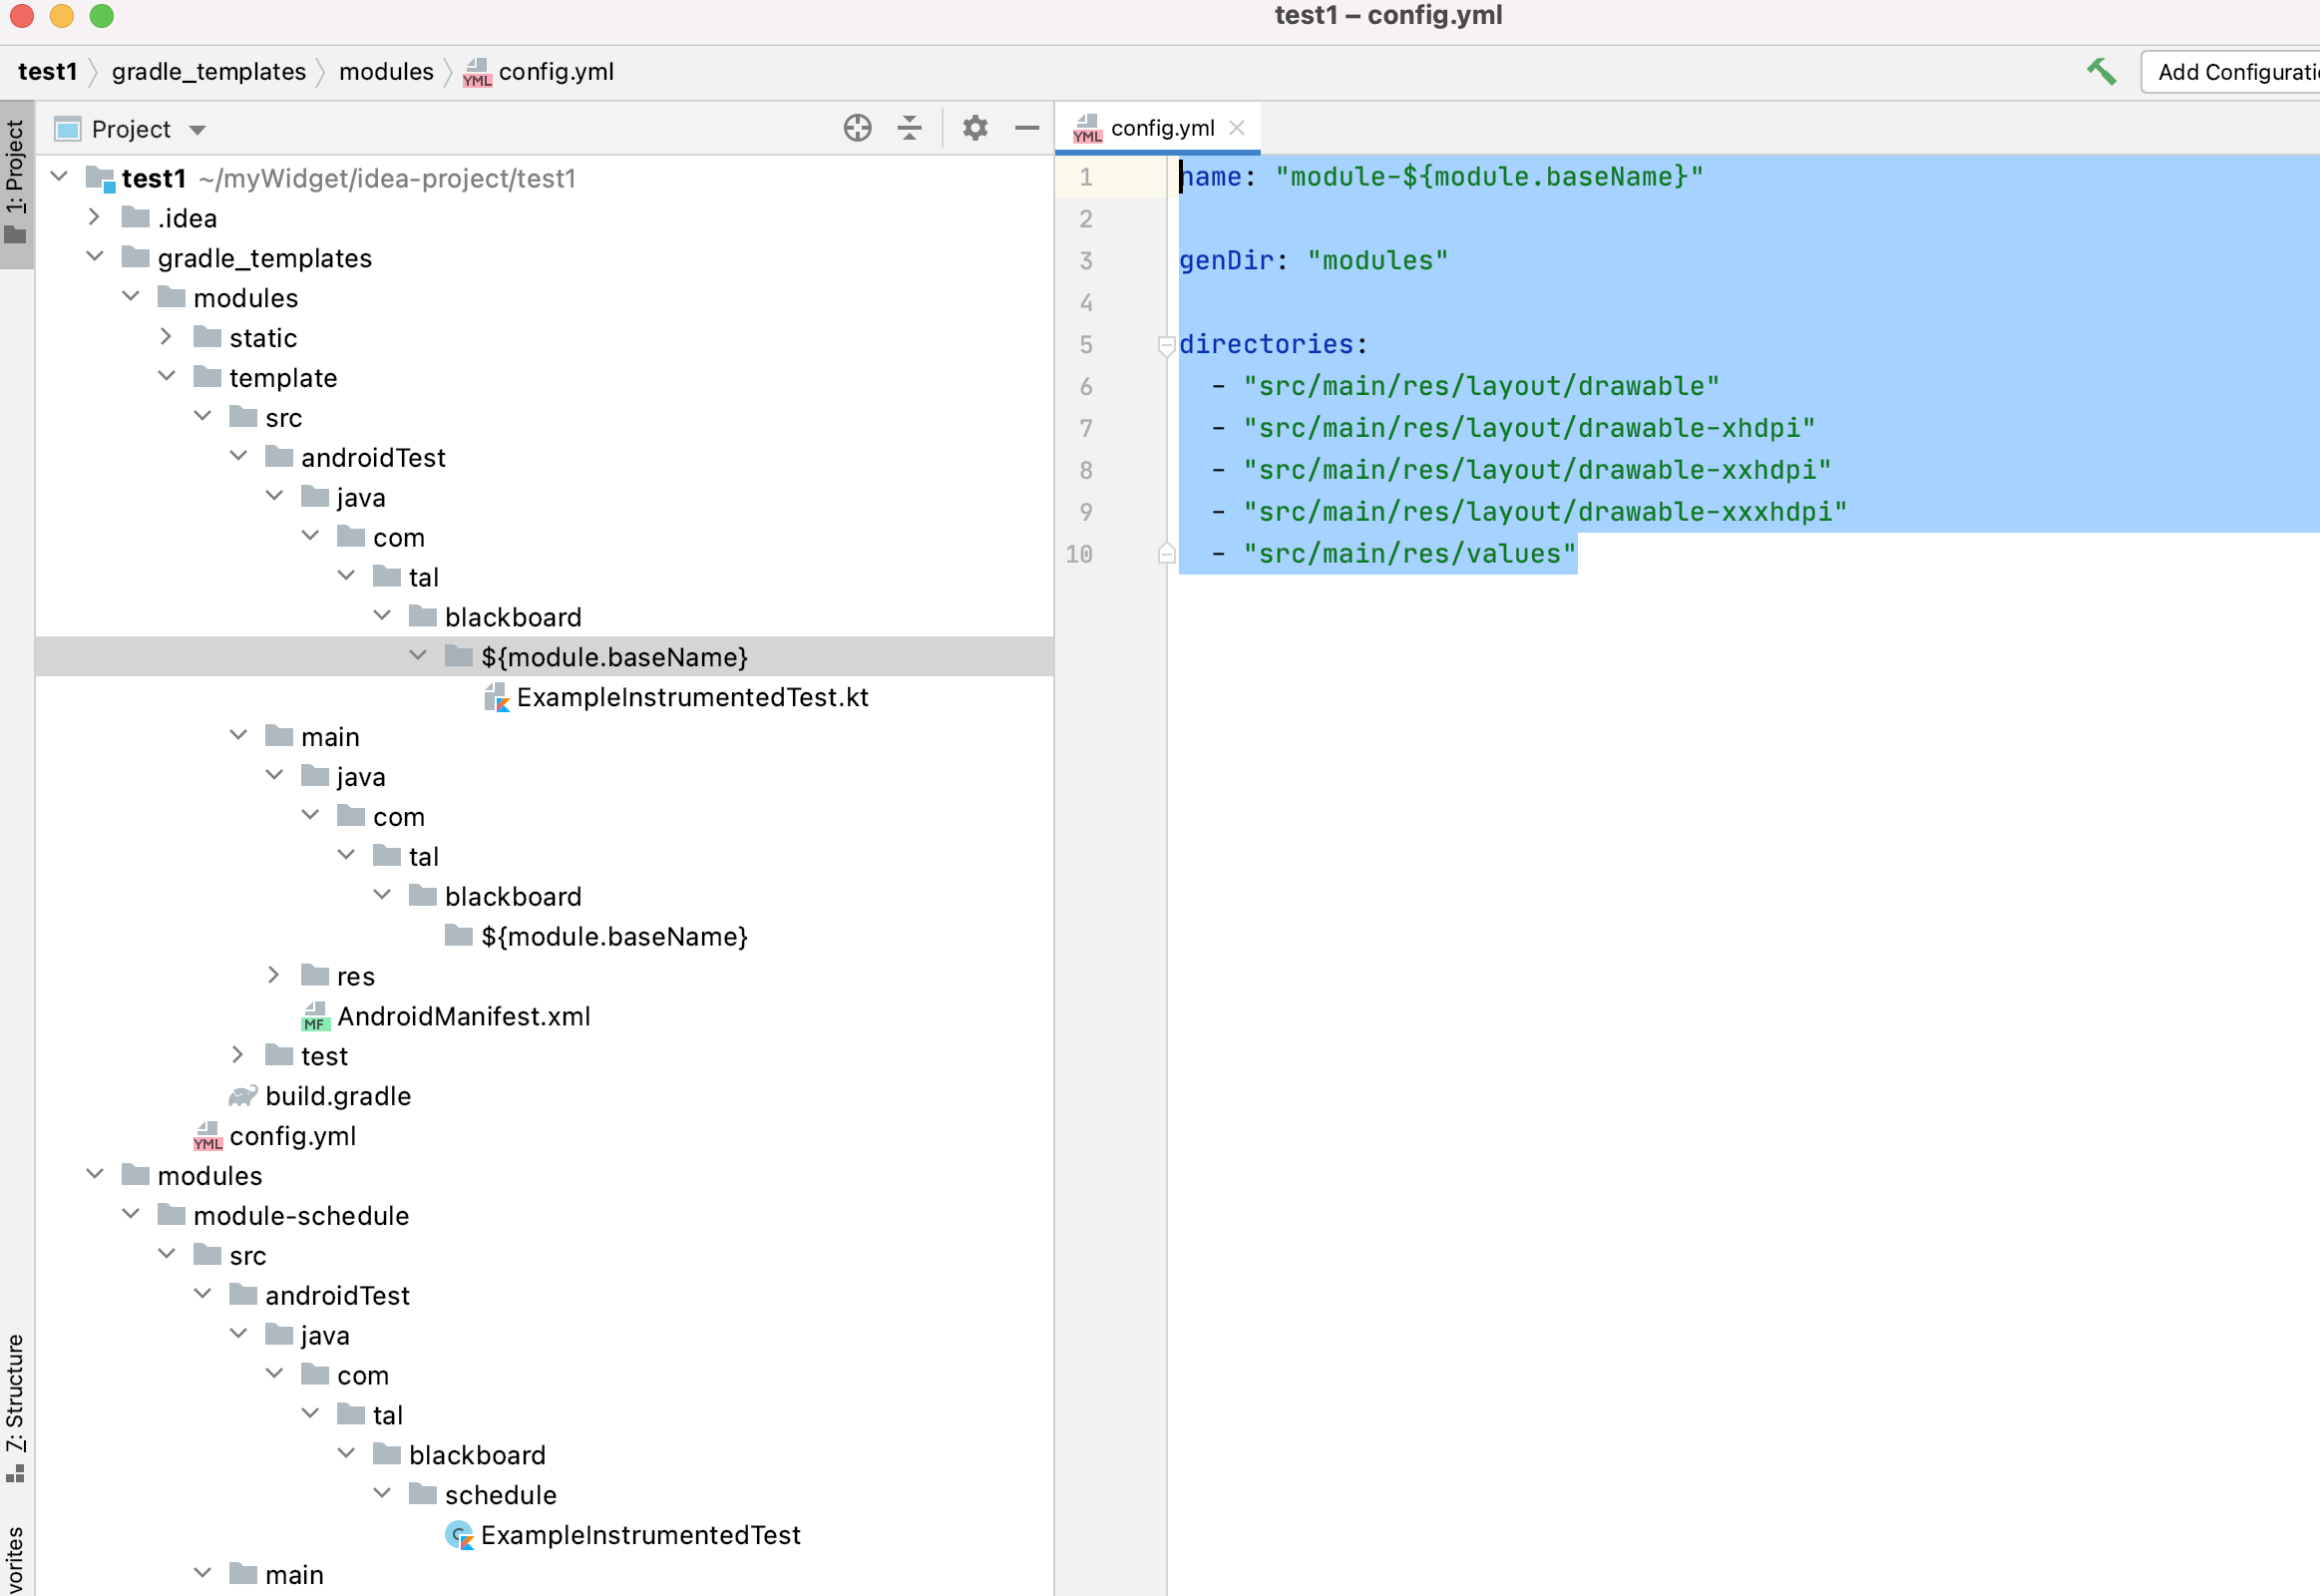 test1 – config.yml
test1 gradle_templates modules config.yml
Project
config.yml
1: Project
test1 ~/myWidget/idea-project/test1
.idea
gradle_templates
modules
static
template
src
androidTest
java
com
tal
blackboard
${module.baseName}
ExampleInstrumentedTest.kt
main
java
com
tal
blackboard
${module.baseName}
res
AndroidManifest.xml
test
build.gradle
config.yml
modules
module-schedule
src
androidTest
java
com
tal
blackboard
schedule
ExampleInstrumentedTest
main
Z: Structure
vorites
1 name: "module-${module.baseName}"
2
3 genDir: "modules"
4
5 directories:
6 - "src/main/res/layout/drawable"
7 - "src/main/res/layout/drawable-xhdpi"
8 - "src/main/res/layout/drawable-xxhdpi"
9 - "src/main/res/layout/drawable-xxxhdpi"
10 - "src/main/res/values"
Add Configurati